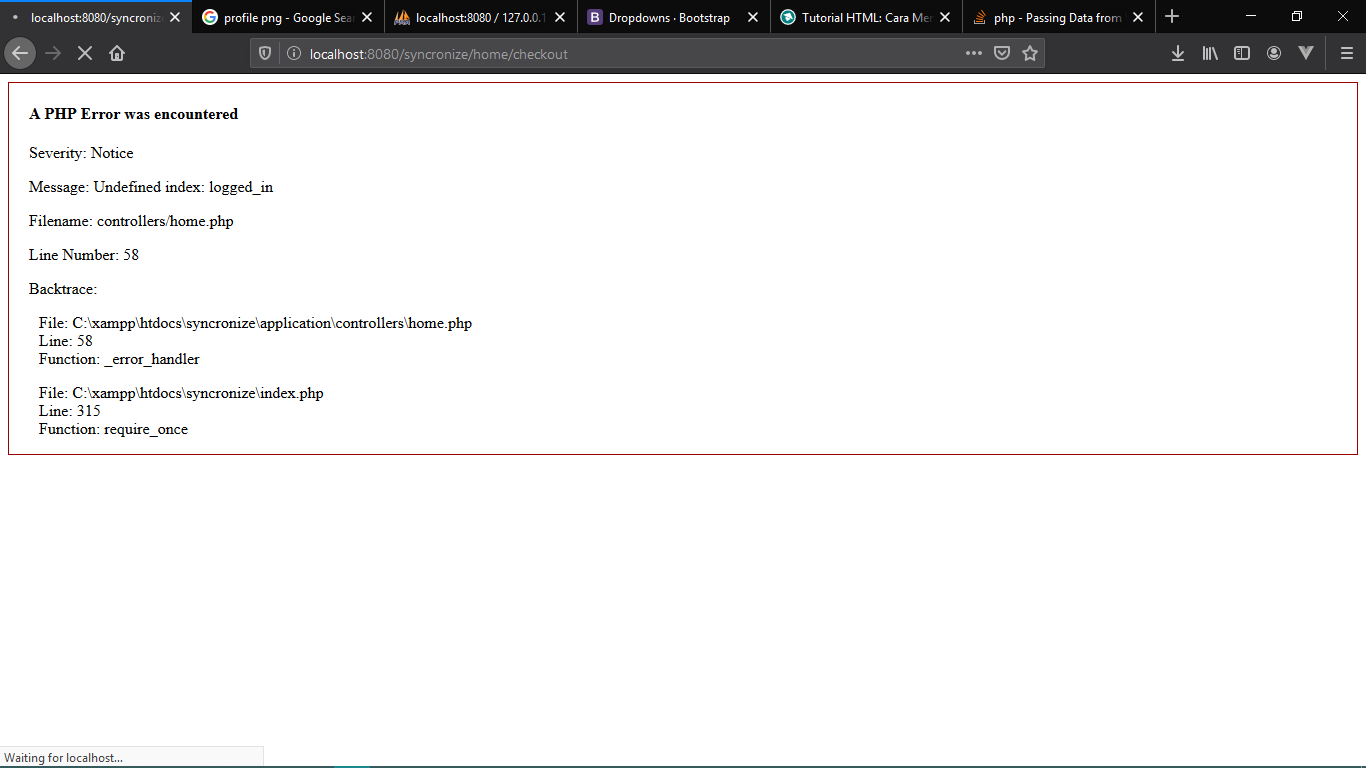 localhost:8080/syncroniz
profile png - Google Sea
localhost:8080 / 127.0.0.1
B Dropdowns · Bootstrap
Tutorial HTML: Cara Mem
php - Passing Data from
localhost:8080/syncronize/home/checkout
A PHP Error was encountered
Severity: Notice
Message: Undefined index: logged_in
Filename: controllers/home.php
Line Number: 58
Backtrace:
File: C:\xampp\htdocs\syncronize\application\controllers\home.php
Line: 58
Function: _error_handler
File: C:\xampp\htdocs\syncronize\index.php
Line: 315
Function: require_once
Waiting for localhost...